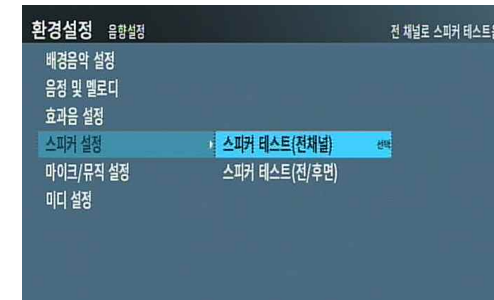 환경설정 음향설정 전 채널로 스피커 테스트을
배경음악 설정
음정 및 멜로디
효과음 설정
스피커 설정 스피커 테스트(전채널) 선택
마이크/뮤직 설정 스피커 테스트(전/후면)
미디 설정